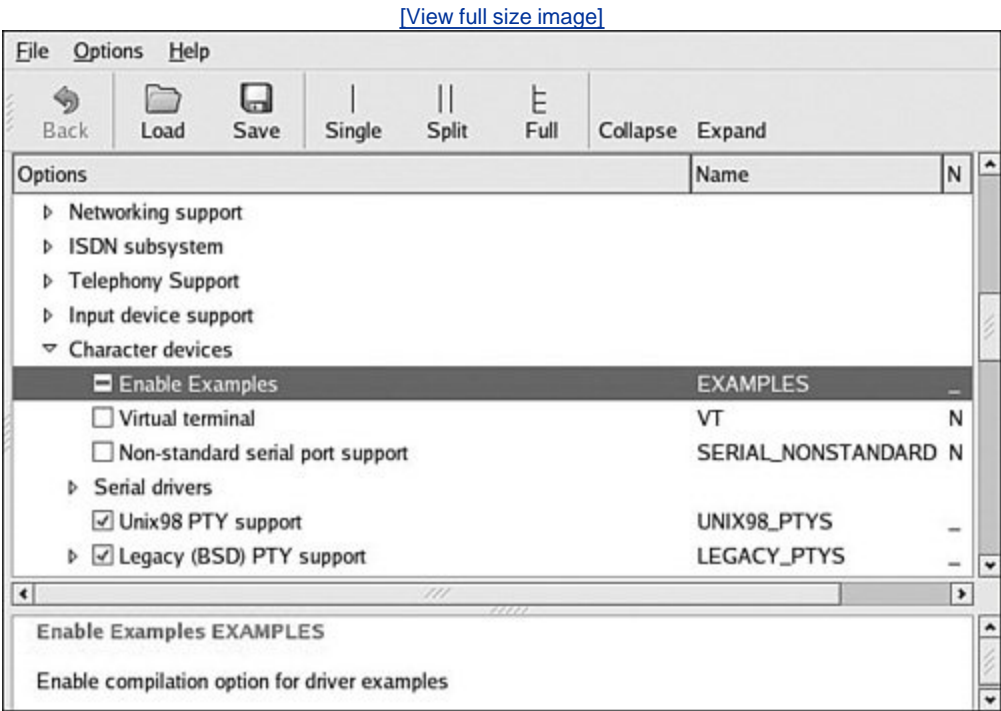 [View full size image]
File Options Help
Back Load Save Single Split Full Collapse Expand
Options Name N
Networking support
ISDN subsystem
Telephony Support
Input device support
Character devices
Enable Examples EXAMPLES _
Virtual terminal VT N
Non-standard serial port support SERIAL_NONSTANDARD N
Serial drivers
Unix98 PTY support UNIX98_PTYS _
Legacy (BSD) PTY support LEGACY_PTYS _
Enable Examples EXAMPLES
Enable compilation option for driver examples